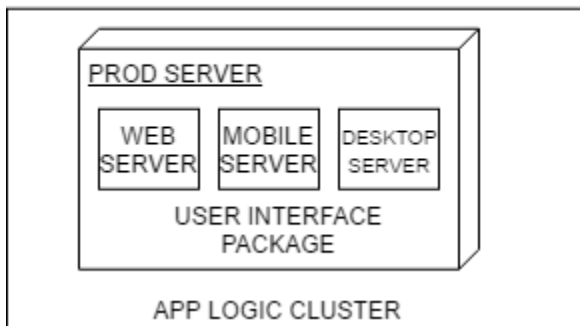 PROD SERVER
WEB
SERVER
MOBILE
SERVER
DESKTOP
SERVER
USER INTERFACE
PACKAGE
APP LOGIC CLUSTER